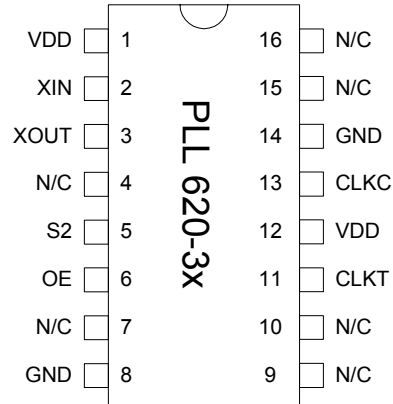 VDD 1 16 N/C
XIN 2 15 N/C
XOUT 3 14 GND
N/C 4 13 CLKC
S2 5 12 VDD
OE 6 11 CLKT
N/C 7 10 N/C
GND 8 9 N/C
PLL 620-3x